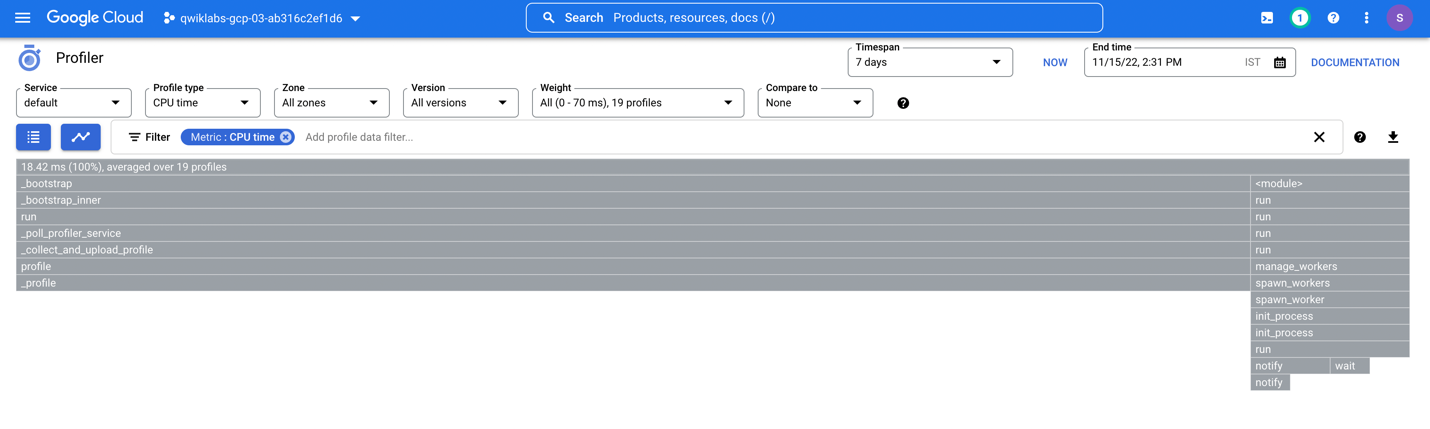 Google Cloud qwiklabs-gcp-03-ab316c2ef1d6 Search Products, resources, docs (/) 1 S
Profiler Timespan 7 days NOW End time 11/15/22, 2:31 PM IST DOCUMENTATION
Service default Profile type CPU time Zone All zones Version All versions Weight All (0 - 70 ms), 19 profiles Compare to None
Filter Metric : CPU time Add profile data filter...
18.42 ms (100%), averaged over 19 profiles
_bootstrap <module>
_bootstrap_inner run
run run
_poll_profiler_service run
_collect_and_upload_profile run
profile manage_workers
_profile spawn_workers
spawn_worker
init_process
init_process
run
notify wait
notify